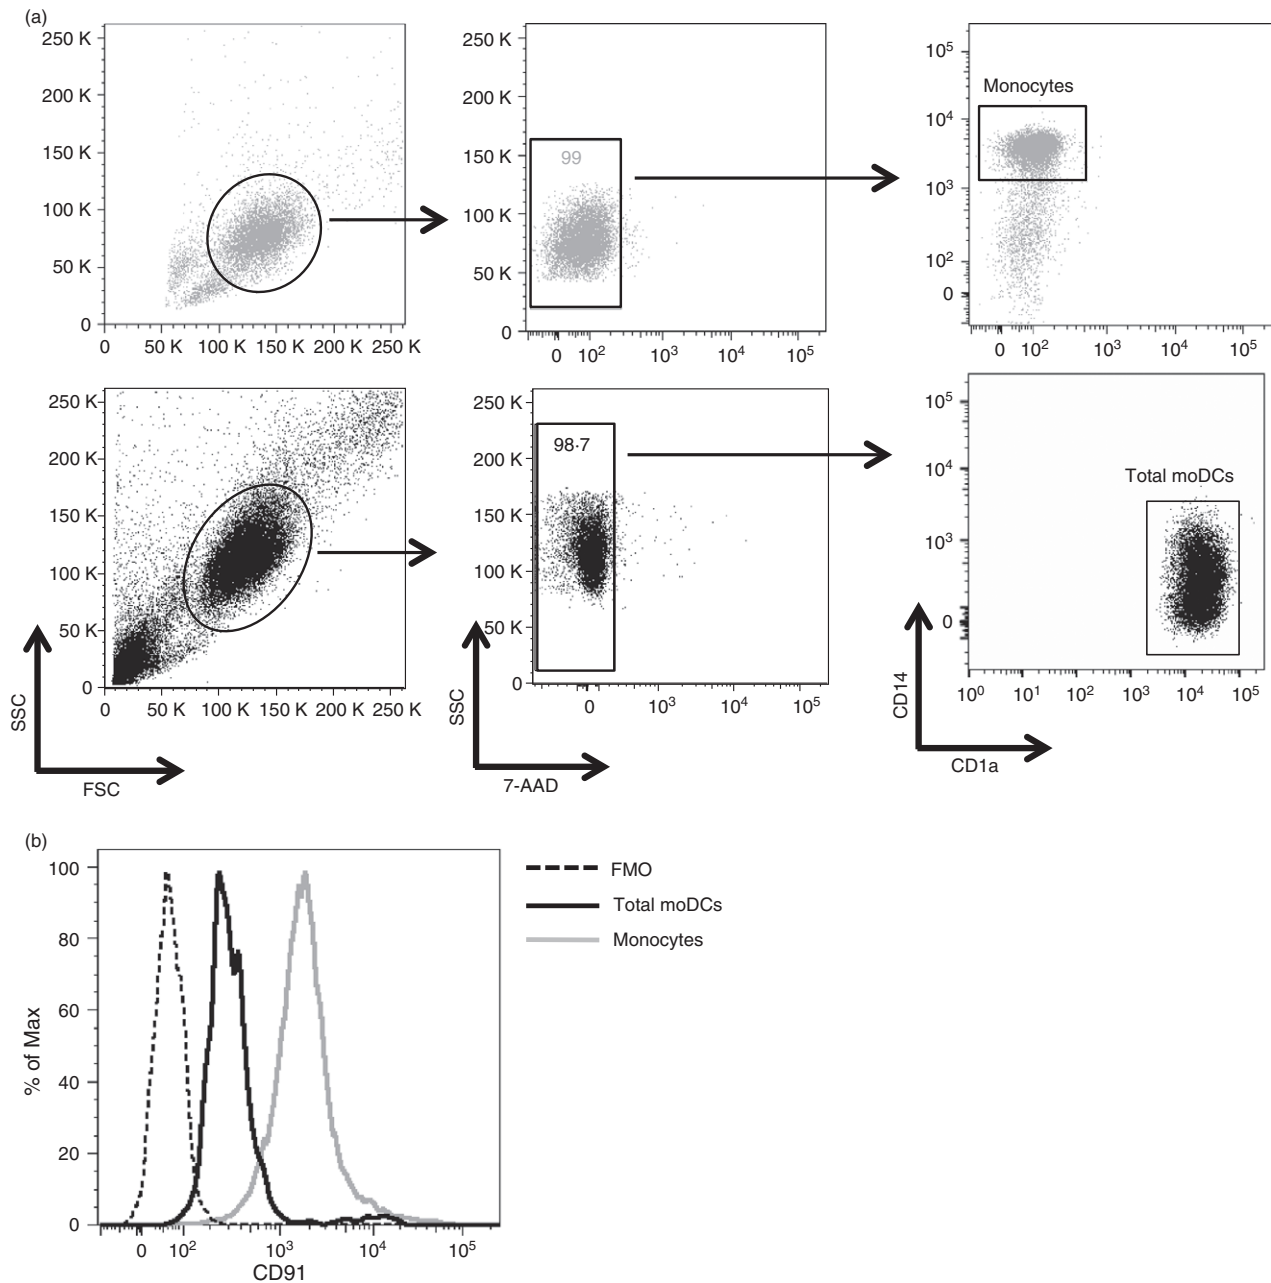 (a)
250 K
200 K
150 K
100 K
50 K
0
0 50 K 100 K 150 K 200 K 250 K
250 K
200 K
150 K
100 K
50 K
0
99
0 10² 10³ 10⁴ 10⁵
Monocytes
10⁵
10⁴
10³
10²
0
0 10² 10³ 10⁴ 10⁵
250 K
200 K
150 K
100 K
50 K
0
0 50 K 100 K 150 K 200 K 250 K
SSC
FSC
250 K
200 K
150 K
100 K
50 K
0
98·7
0 10³ 10⁴ 10⁵
SSC
7-AAD
Total moDCs
10⁵
10⁴
10³
0
10⁰ 10¹ 10² 10³ 10⁴ 10⁵
CD14
CD1a
(b)
100
80
60
40
20
0
% of Max
0 10² 10³ 10⁴ 10⁵
CD91
FMO
Total moDCs
Monocytes